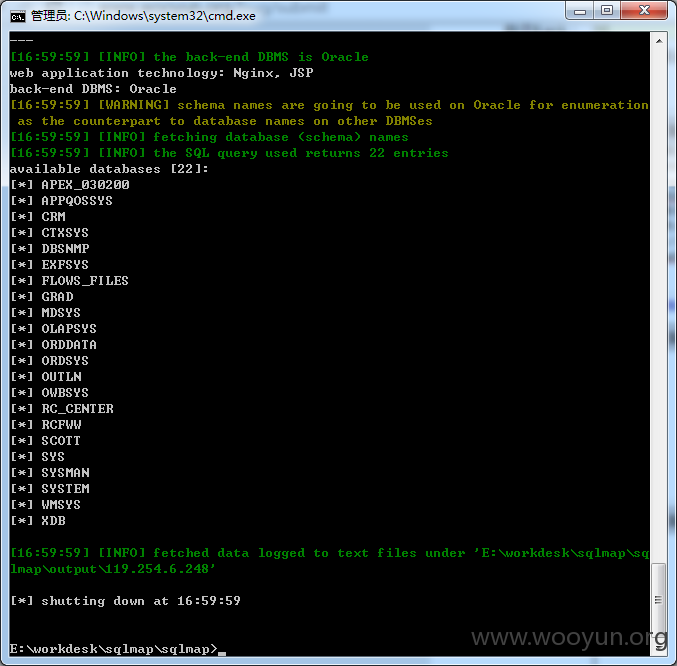 管理员: C:\Windows\system32\cmd.exe
---
[16:59:59] [INFO] the back-end DBMS is Oracle
web application technology: Nginx, JSP
back-end DBMS: Oracle
[16:59:59] [WARNING] schema names are going to be used on Oracle for enumeration
as the counterpart to database names on other DBMSes
[16:59:59] [INFO] fetching database (schema) names
[16:59:59] [INFO] the SQL query used returns 22 entries
available databases [22]:
[*] APEX_030200
[*] APPQOSSYS
[*] CRM
[*] CTXSYS
[*] DBSNMP
[*] EXFSYS
[*] FLOWS_FILES
[*] GRAD
[*] MDSYS
[*] OLAPSYS
[*] ORDDATA
[*] ORDSYS
[*] OUTLN
[*] OWBSYS
[*] RC_CENTER
[*] RCFWW
[*] SCOTT
[*] SYS
[*] SYSMAN
[*] SYSTEM
[*] WMSYS
[*] XDB
[16:59:59] [INFO] fetched data logged to text files under 'E:\workdesk\sqlmap\sq
lmap\output\119.254.6.248'
[*] shutting down at 16:59:59
E:\workdesk\sqlmap\sqlmap>_
www.wooyun.org